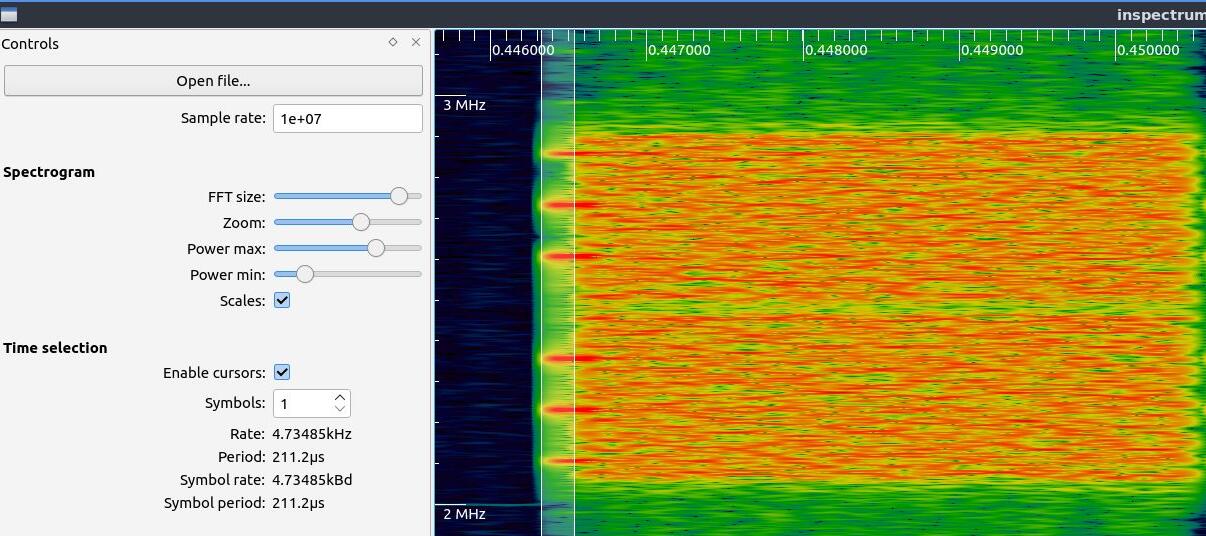 inspectrum
Controls
Open file...
Sample rate: 1e+07
Spectrogram
FFT size:
Zoom:
Power max:
Power min:
Scales:
Time selection
Enable cursors:
Symbols: 1
Rate: 4.73485kHz
Period: 211.2µs
Symbol rate: 4.73485kBd
Symbol period: 211.2µs
0.446000 0.447000 0.448000 0.449000 0.450000
3 MHz
2 MHz